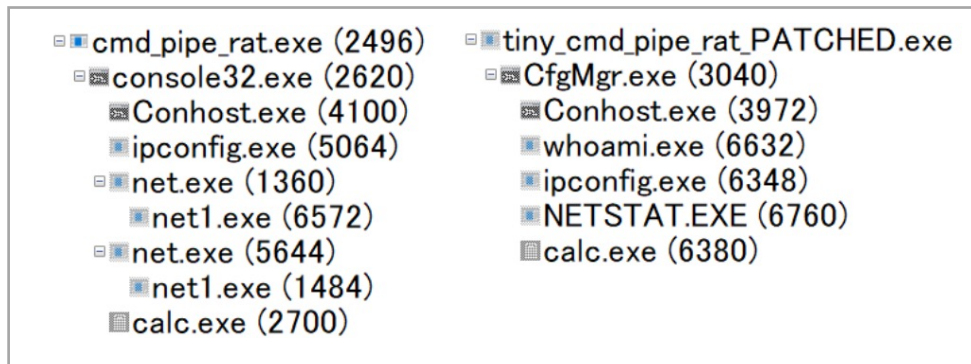 cmd_pipe_rat.exe (2496)
console32.exe (2620)
Conhost.exe (4100)
ipconfig.exe (5064)
net.exe (1360)
net1.exe (6572)
net.exe (5644)
net1.exe (1484)
calc.exe (2700)
tiny_cmd_pipe_rat_PATCHED.exe
CfgMgr.exe (3040)
Conhost.exe (3972)
whoami.exe (6632)
ipconfig.exe (6348)
NETSTAT.EXE (6760)
calc.exe (6380)